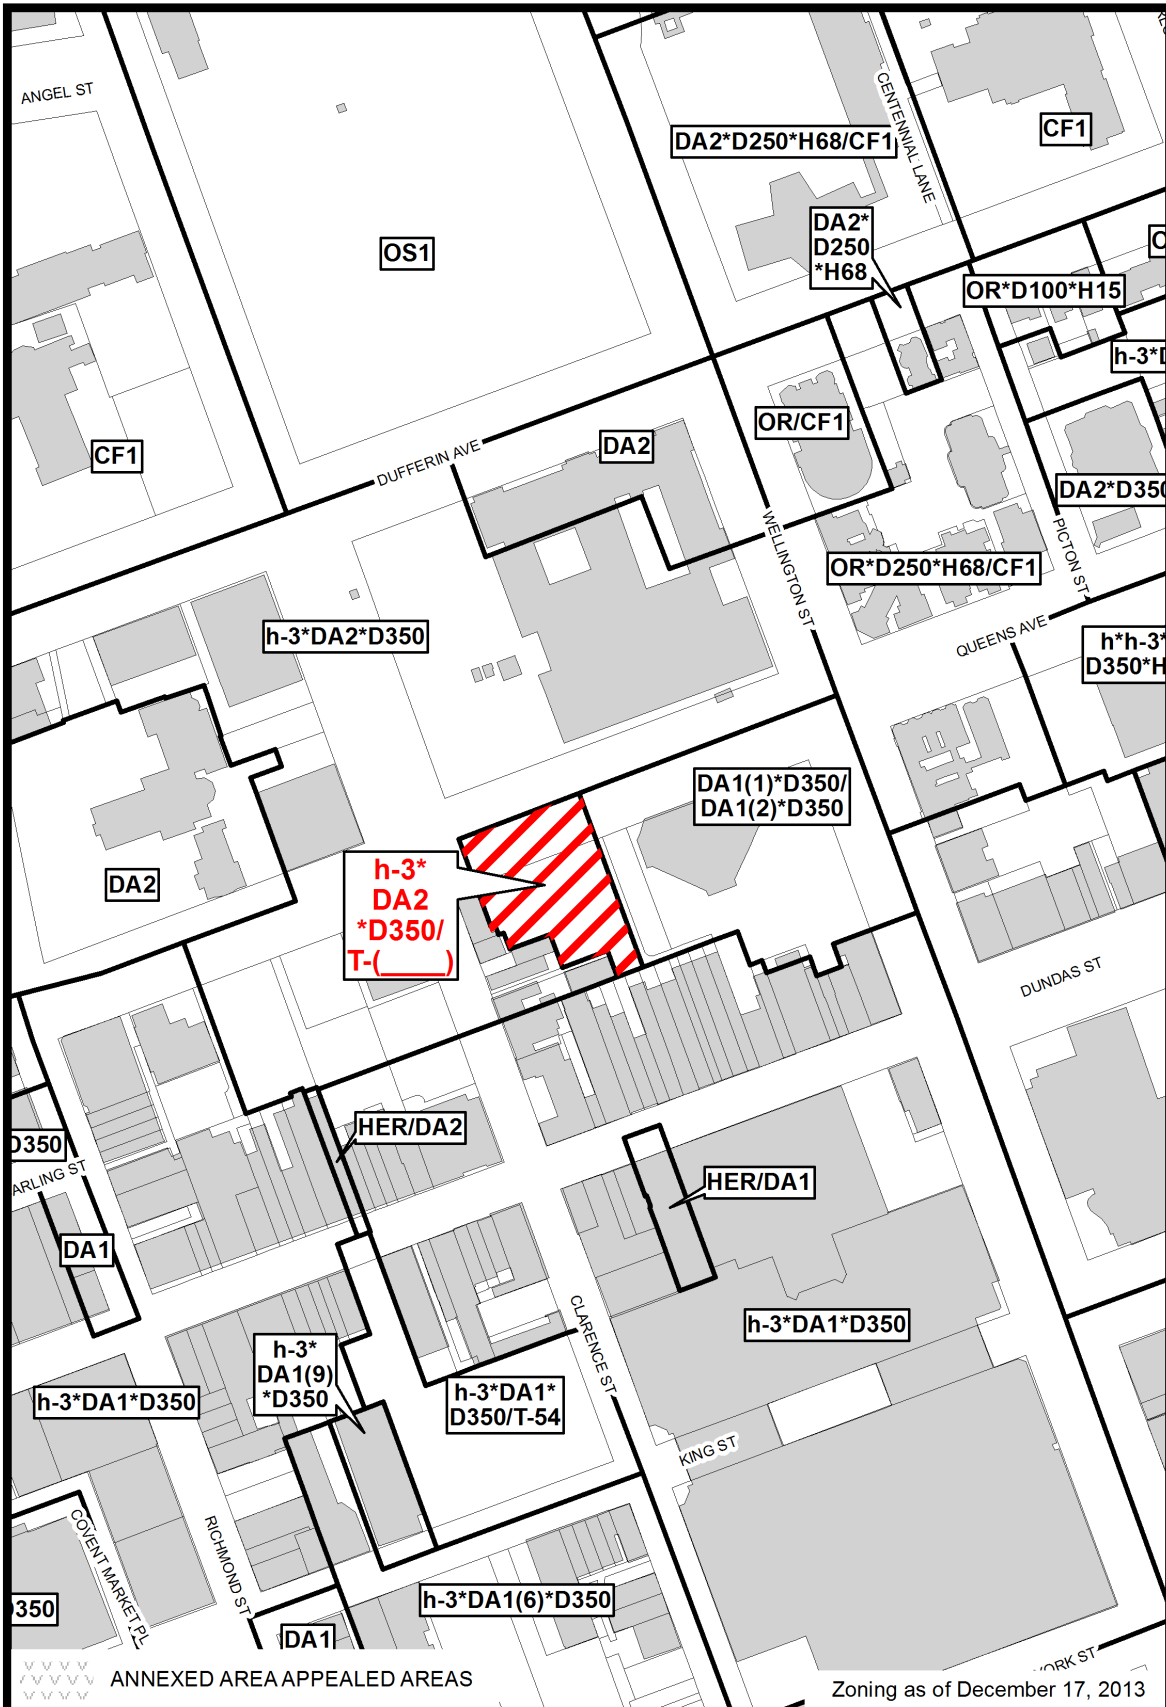 ANGEL ST
CENTENNIAL LANE
CF1
DA2*D250*H68/CF1
DA2*
D250
*H68
OS1
OR*D100*H15
h-3*D
OR/CF1
DA2
CF1
DUFFERIN AVE
DA2*D350
WELLINGTON ST
PICTON ST
OR*D250*H68/CF1
QUEENS AVE
h-3*DA2*D350
h*h-3*
D350*H
DA1(1)*D350/
DA1(2)*D350
DA2
h-3*
DA2
*D350/
T-(____)
DUNDAS ST
HER/DA2
D350
ARLING ST
HER/DA1
DA1
CLARENCE ST
h-3*DA1*D350
h-3*
DA1(9)
*D350
h-3*DA1*D350
h-3*DA1*
D350/T-54
KING ST
COVENT MARKET PL
RICHMOND ST
h-3*DA1(6)*D350
350
DA1
YORK ST
ANNEXED AREA APPEALED AREAS
Zoning as of December 17, 2013